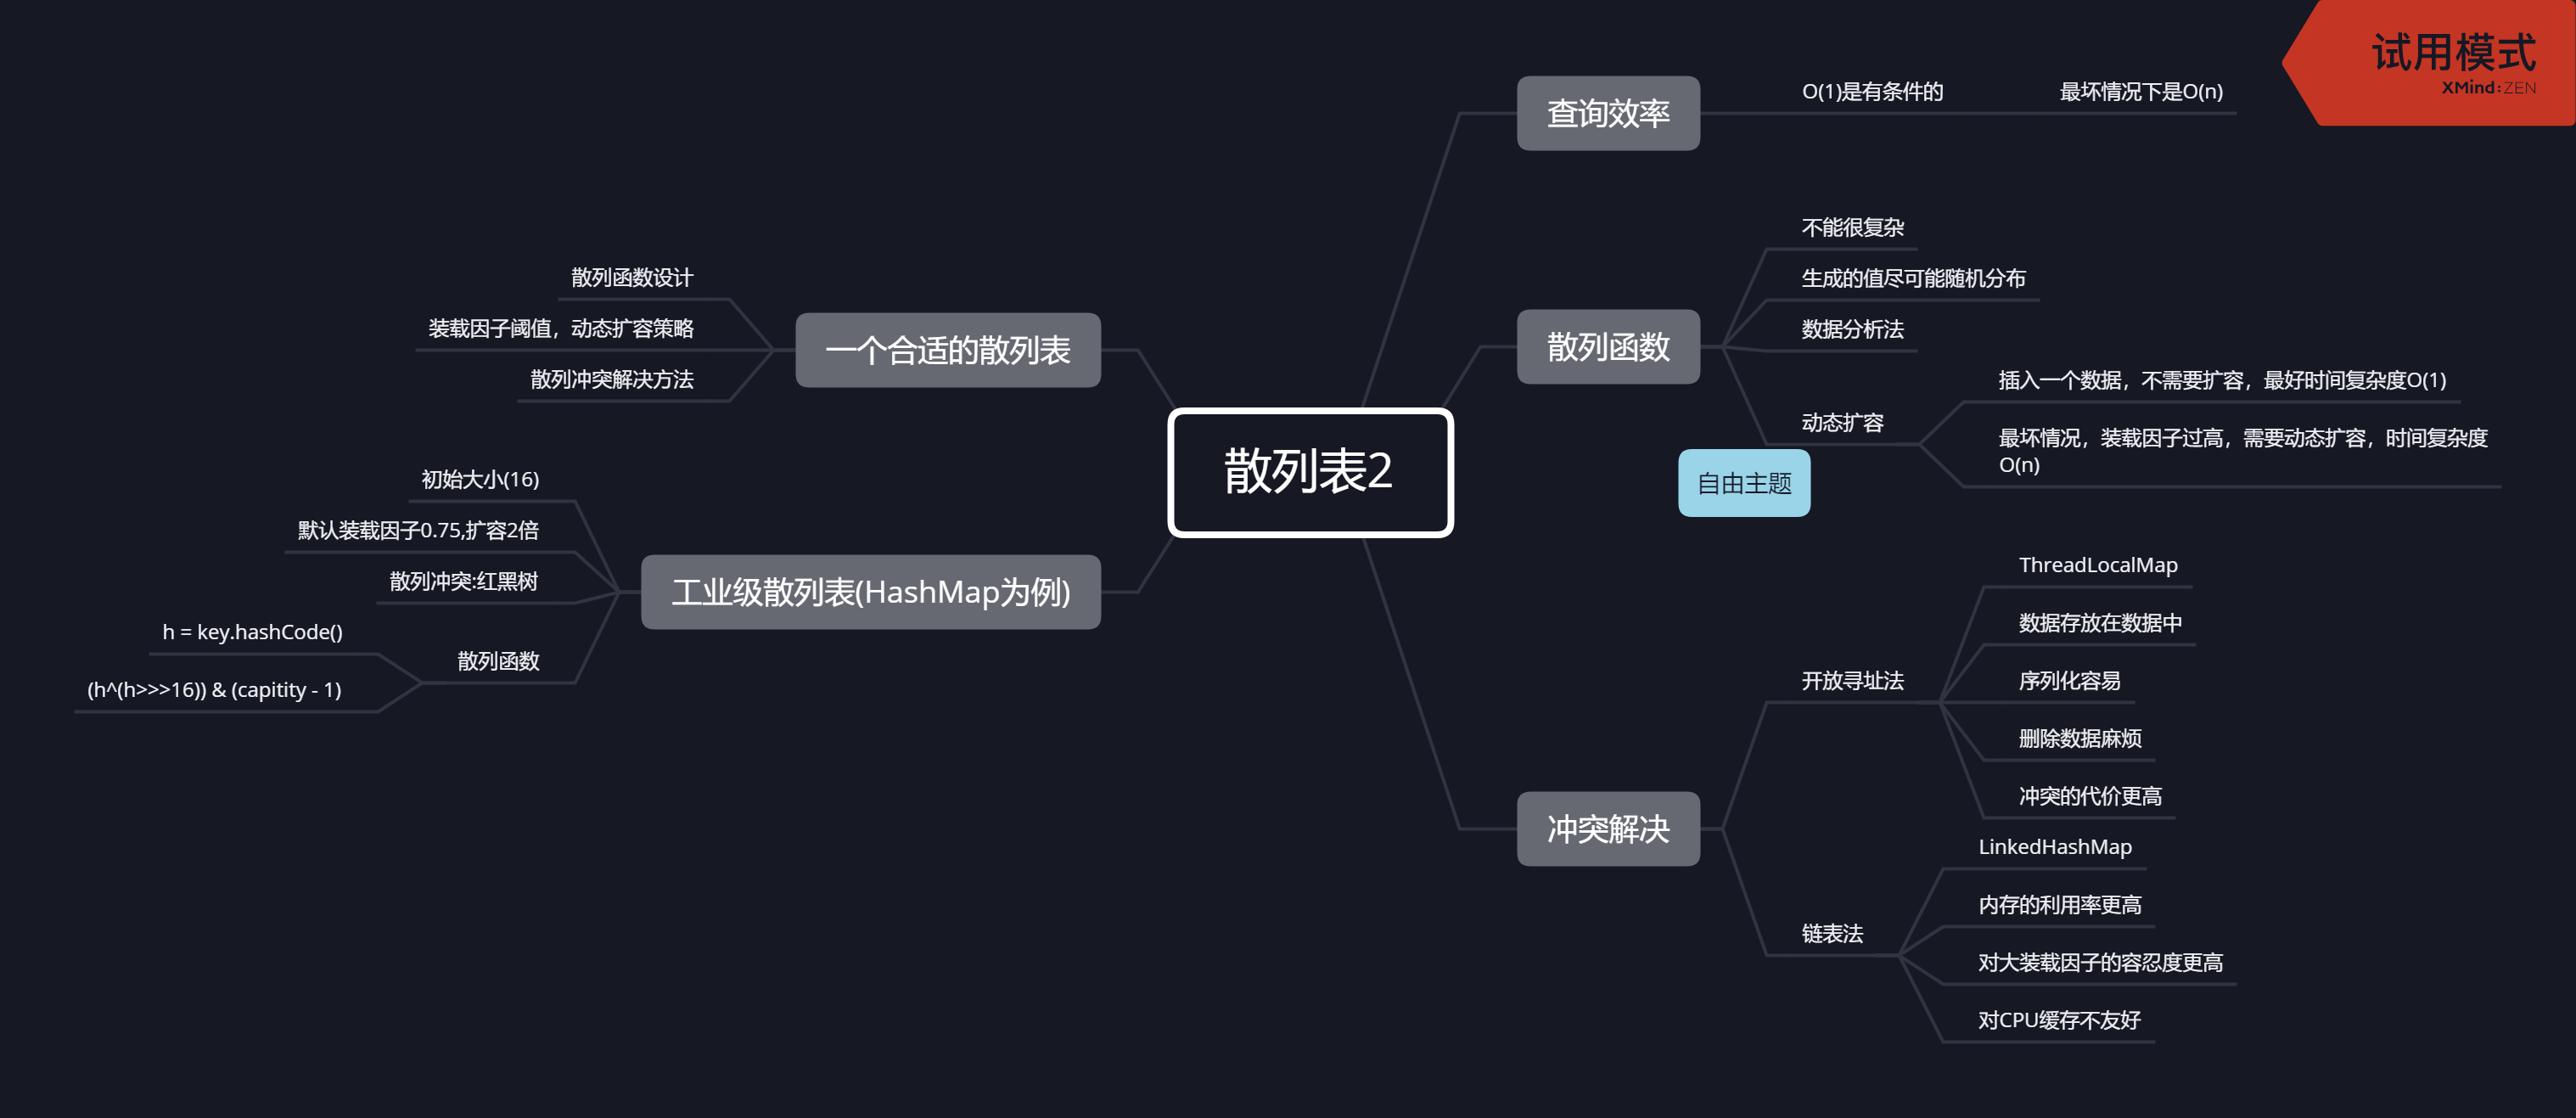 试用模式
XMind:ZEN
散列表2
查询效率
O(1)是有条件的
最坏情况下是O(n)
散列函数
不能很复杂
生成的值尽可能随机分布
数据分析法
动态扩容
插入一个数据，不需要扩容，最好时间复杂度O(1)
最坏情况，装载因子过高，需要动态扩容，时间复杂度
O(n)
自由主题
冲突解决
开放寻址法
ThreadLocalMap
数据存放在数据中
序列化容易
删除数据麻烦
冲突的代价更高
链表法
LinkedHashMap
内存的利用率更高
对大装载因子的容忍度更高
对CPU缓存不友好
一个合适的散列表
散列函数设计
装载因子阈值，动态扩容策略
散列冲突解决方法
工业级散列表(HashMap为例)
初始大小(16)
默认装载因子0.75,扩容2倍
散列冲突:红黑树
散列函数
h = key.hashCode()
(h^(h>>>16)) & (capitity - 1)